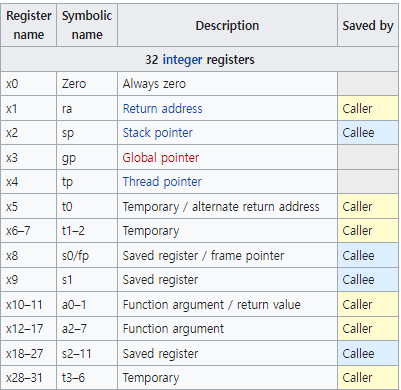 Register name Symbolic name Description Saved by
32 integer registers
x0 Zero Always zero
x1 ra Return address Caller
x2 sp Stack pointer Callee
x3 gp Global pointer
x4 tp Thread pointer
x5 t0 Temporary / alternate return address Caller
x6–7 t1–2 Temporary Caller
x8 s0/fp Saved register / frame pointer Callee
x9 s1 Saved register Callee
x10–11 a0–1 Function argument / return value Caller
x12–17 a2–7 Function argument Caller
x18–27 s2–11 Saved register Callee
x28–31 t3–6 Temporary Caller